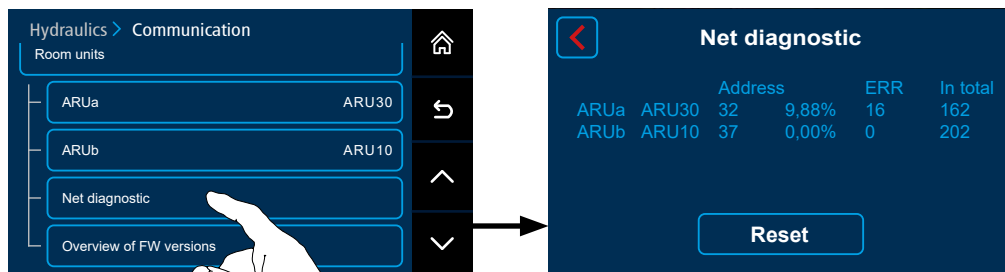 Hydraulics > Communication
Room units
ARUa ARU30
ARUb ARU10
Net diagnostic
Overview of FW versions
Net diagnostic
Address ERR In total
ARUa ARU30 32 9,88% 16 162
ARUb ARU10 37 0,00% 0 202
Reset